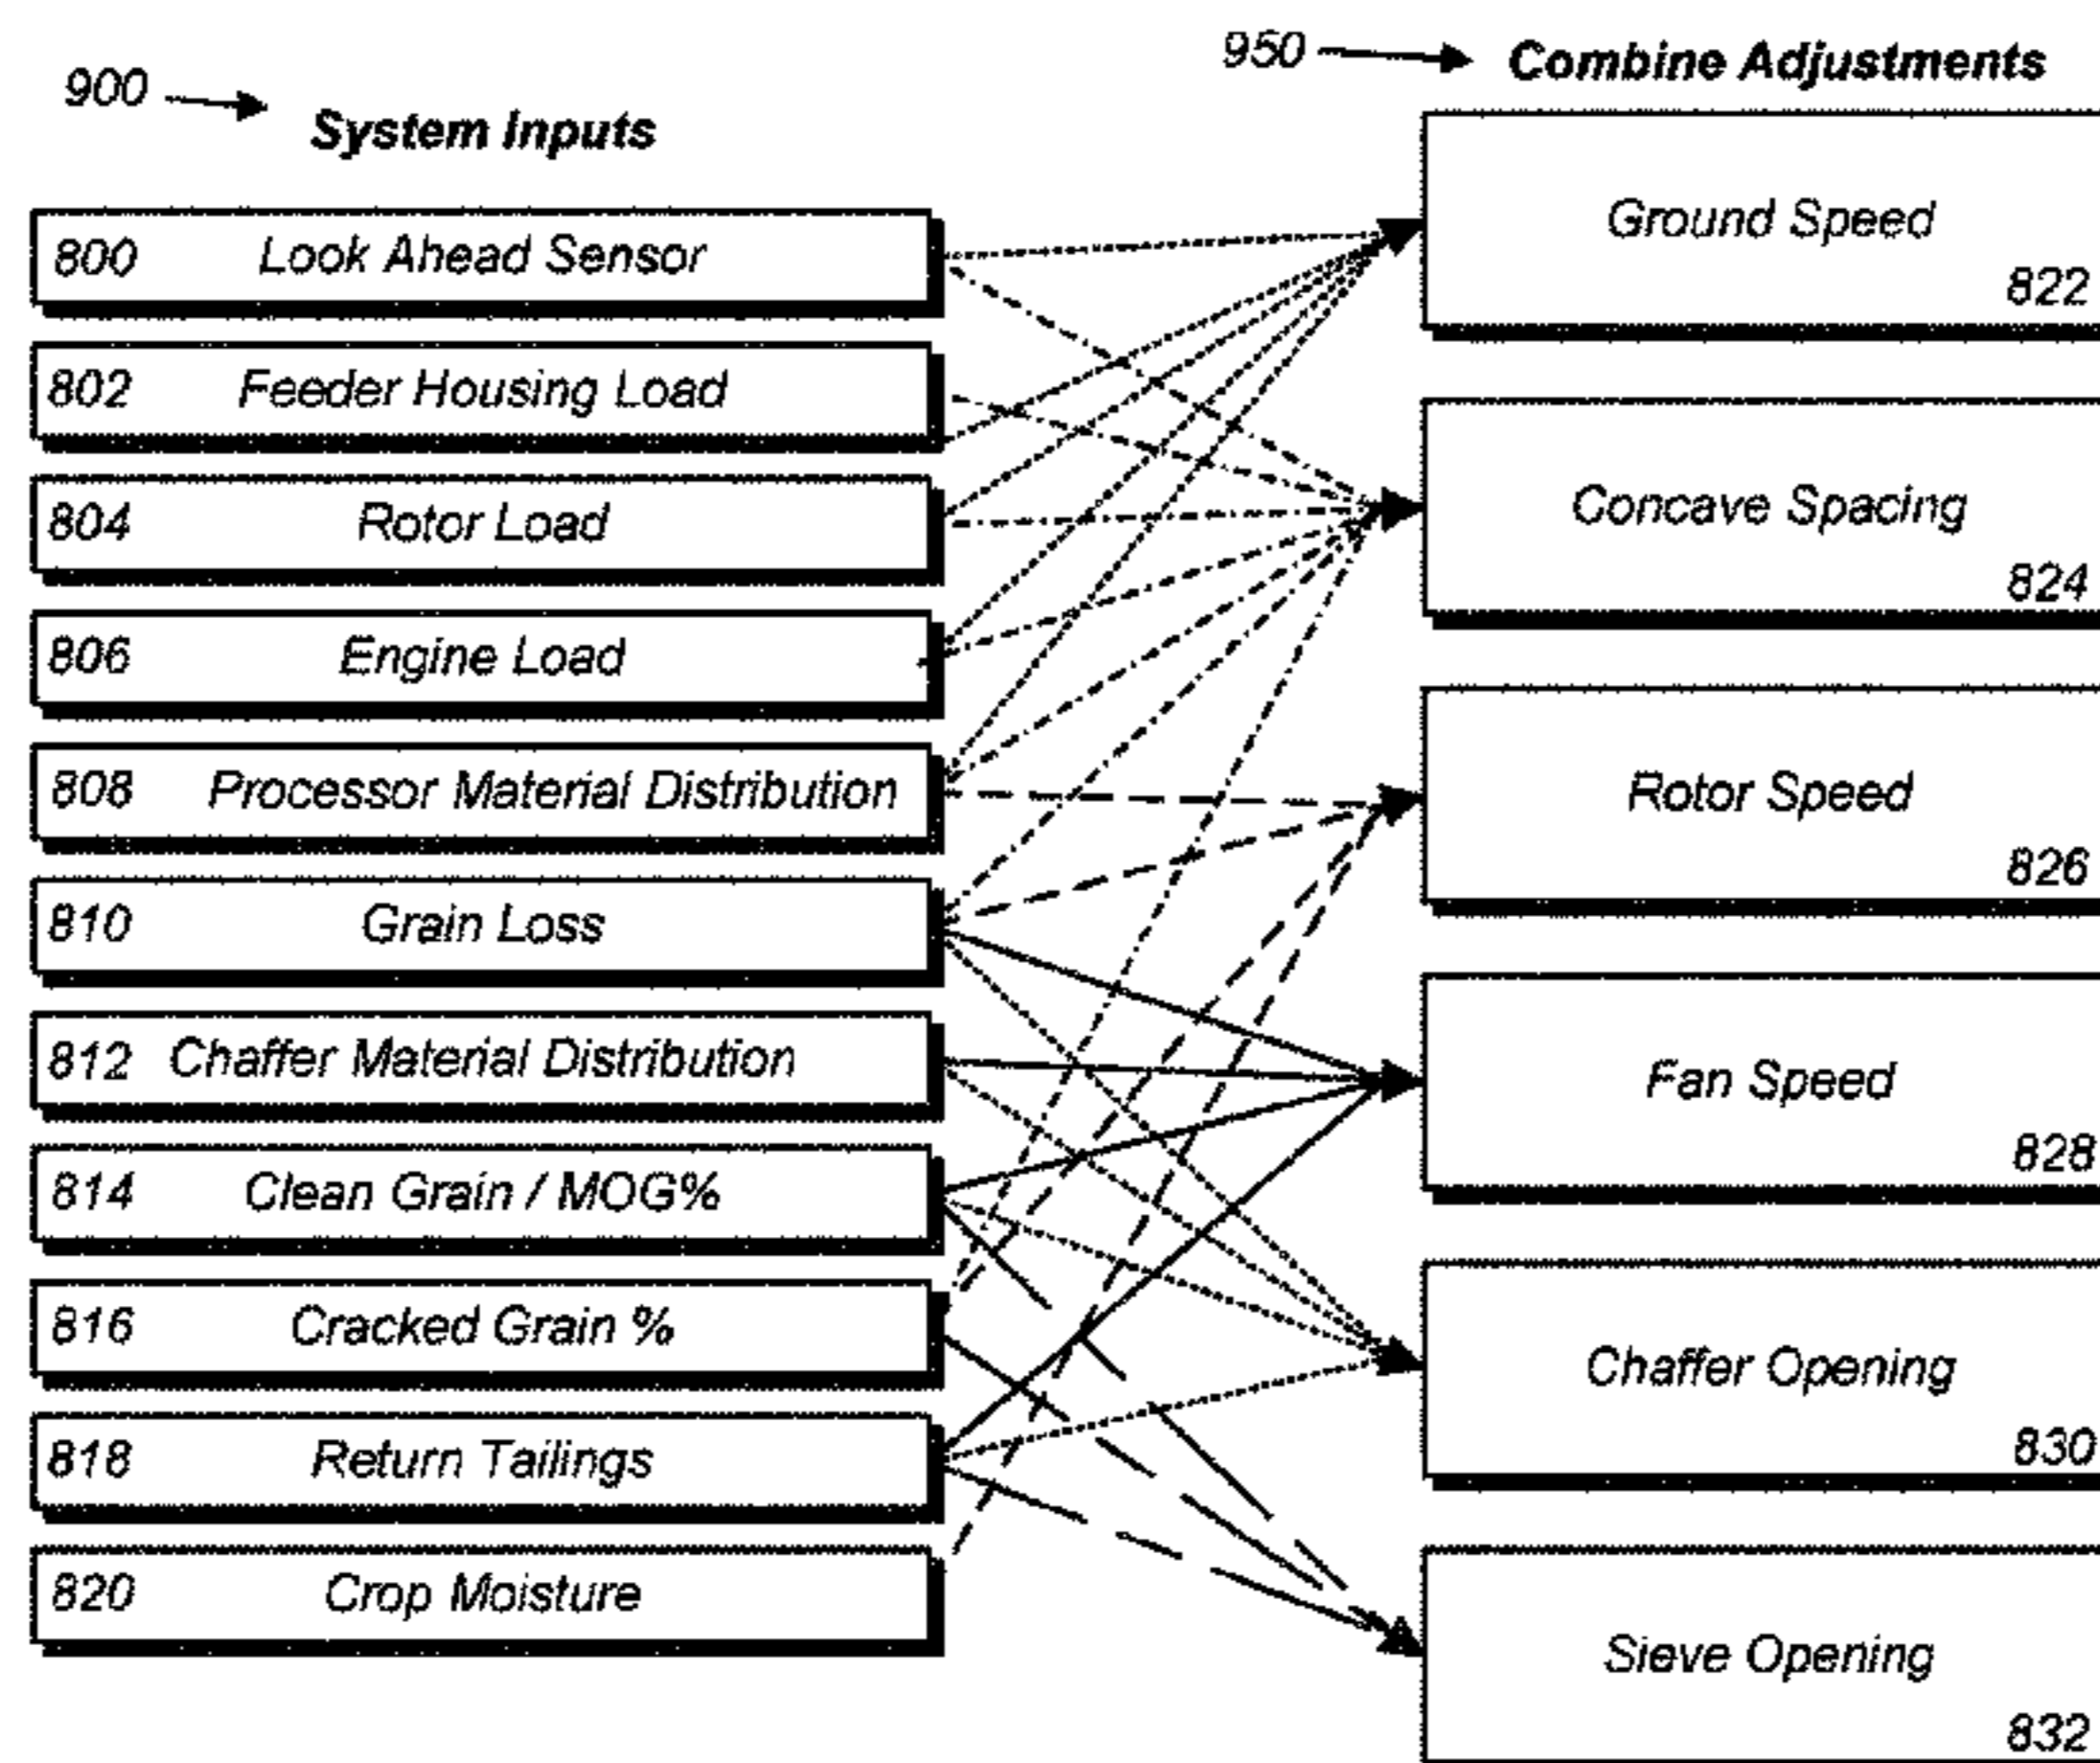 900
System Inputs
800 Look Ahead Sensor
802 Feeder Housing Load
804 Rotor Load
806 Engine Load
808 Processor Material Distribution
810 Grain Loss
812 Chaffer Material Distribution
814 Clean Grain / MOG%
816 Cracked Grain %
818 Return Tailings
820 Crop Moisture
950
Combine Adjustments
Ground Speed
822
Concave Spacing
824
Rotor Speed
826
Fan Speed
828
Chaffer Opening
830
Sieve Opening
832